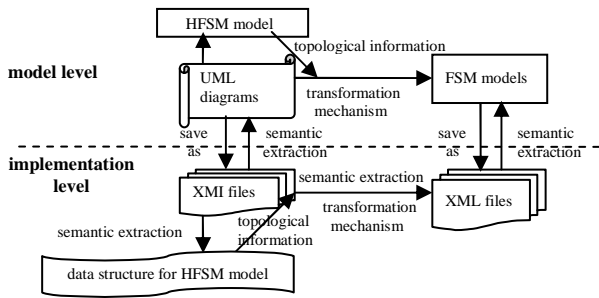 HFSM model
topological information
model level
UML
diagrams
transformation
mechanism
FSM models
save
as
semantic
extraction
save
as
semantic
extraction
implementation
level
XMI files
semantic extraction
transformation
mechanism
XML files
semantic extraction
topological
information
data structure for HFSM model